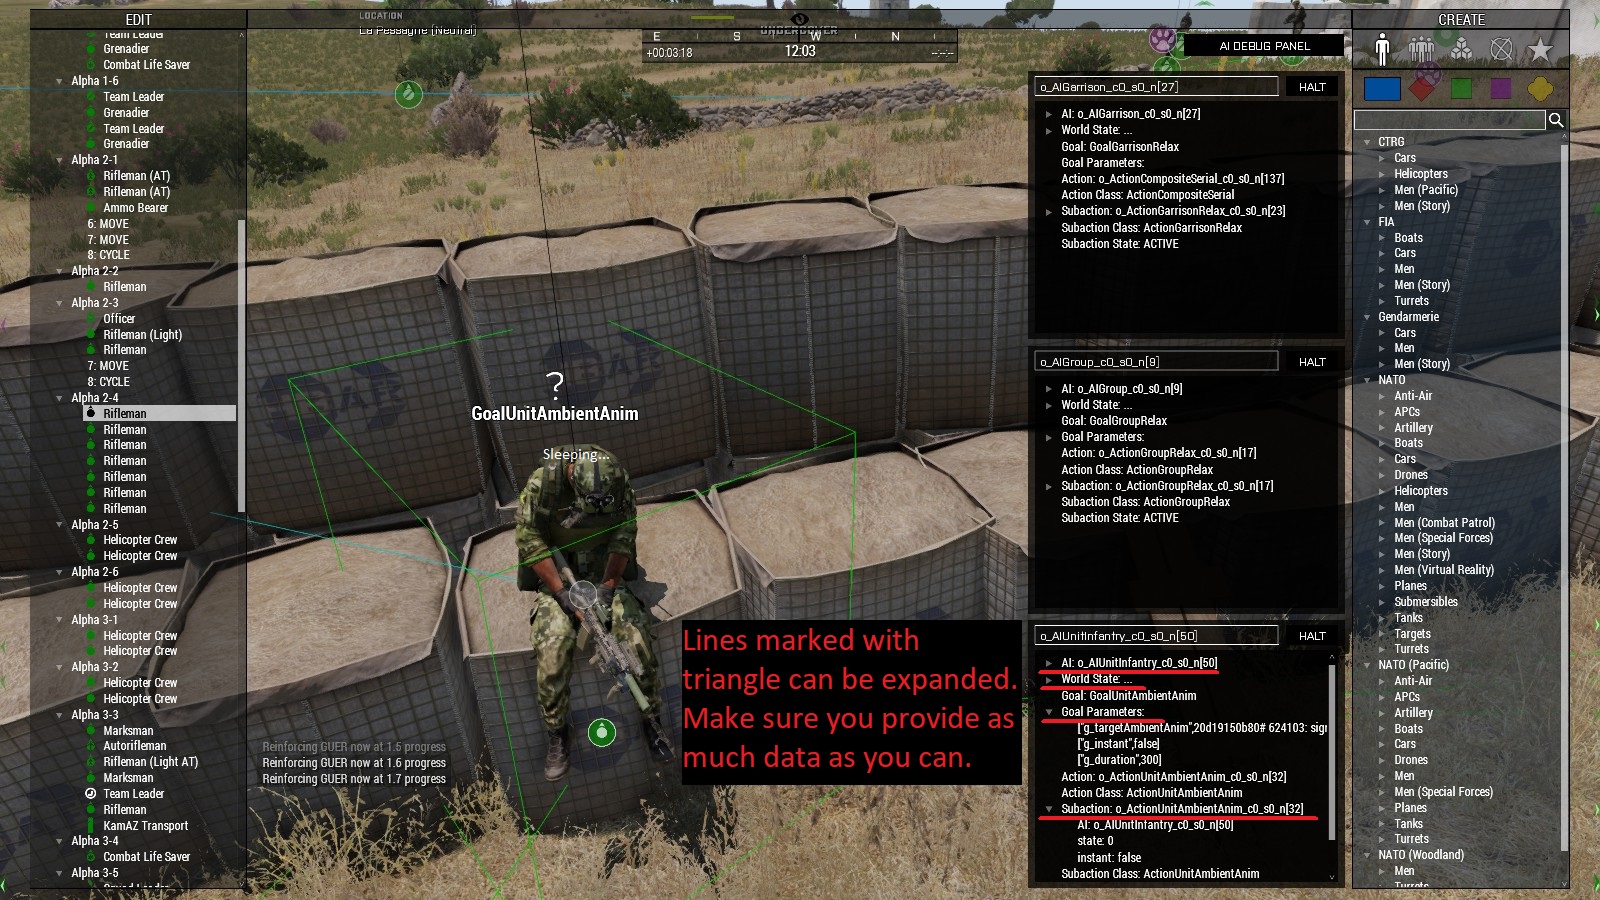 EDIT
Team Leader
Grenadier
Combat Life Saver
Alpha 1-6
Team Leader
Grenadier
Team Leader
Grenadier
Alpha 2-1
Rifleman (AT)
Rifleman (AT)
Ammo Bearer
6: MOVE
7: MOVE
8: CYCLE
Alpha 2-2
Rifleman
Alpha 2-3
Officer
Rifleman (Light)
Rifleman
7: MOVE
8: CYCLE
Alpha 2-4
Rifleman
Rifleman
Rifleman
Rifleman
Rifleman
Rifleman
Rifleman
Alpha 2-5
Helicopter Crew
Helicopter Crew
Alpha 2-6
Helicopter Crew
Helicopter Crew
Alpha 3-1
Helicopter Crew
Helicopter Crew
Alpha 3-2
Helicopter Crew
Helicopter Crew
Alpha 3-3
Marksman
Autorifleman
Rifleman (Light AT)
Marksman
Team Leader
Rifleman
KamAZ Transport
Alpha 3-4
Combat Life Saver
Alpha 3-5
Squad Leader
LOCATION
La Pessagne (Neutral)
UNDERCOVER
E S W N
+00:03:18 12:03 --:--
?
GoalUnitAmbientAnim
Sleeping...
Reinforcing GUER now at 1.5 progress
Reinforcing GUER now at 1.6 progress
Reinforcing GUER now at 1.7 progress
Lines marked with
triangle can be expanded.
Make sure you provide as
much data as you can.
AI DEBUG PANEL
o_AIGarrison_c0_s0_n[27] HALT
AI: o_AIGarrison_c0_s0_n[27]
World State: ...
Goal: GoalGarrisonRelax
Goal Parameters:
Action: o_ActionCompositeSerial_c0_s0_n[137]
Action Class: ActionCompositeSerial
Subaction: o_ActionGarrisonRelax_c0_s0_n[23]
Subaction Class: ActionGarrisonRelax
Subaction State: ACTIVE
o_AIGroup_c0_s0_n[9] HALT
AI: o_AIGroup_c0_s0_n[9]
World State: ...
Goal: GoalGroupRelax
Goal Parameters:
Action: o_ActionGroupRelax_c0_s0_n[17]
Action Class: ActionGroupRelax
Subaction: o_ActionGroupRelax_c0_s0_n[17]
Subaction Class: ActionGroupRelax
Subaction State: ACTIVE
o_AIUnitInfantry_c0_s0_n[50] HALT
AI: o_AIUnitInfantry_c0_s0_n[50]
World State: ...
Goal: GoalUnitAmbientAnim
Goal Parameters:
["g_targetAmbientAnim",20d19150b80# 624103: sign
["g_instant",false]
["g_duration",300]
Action: o_ActionUnitAmbientAnim_c0_s0_n[32]
Action Class: ActionUnitAmbientAnim
Subaction: o_ActionUnitAmbientAnim_c0_s0_n[32]
AI: o_AIUnitInfantry_c0_s0_n[50]
state: 0
instant: false
Subaction Class: ActionUnitAmbientAnim
CREATE
CTRG
Cars
Helicopters
Men (Pacific)
Men (Story)
FIA
Boats
Cars
Men
Men (Story)
Turrets
Gendarmerie
Cars
Men
Men (Story)
NATO
Anti-Air
APCs
Artillery
Boats
Cars
Drones
Helicopters
Men
Men (Combat Patrol)
Men (Special Forces)
Men (Story)
Men (Virtual Reality)
Planes
Submersibles
Tanks
Targets
Turrets
NATO (Pacific)
Anti-Air
APCs
Artillery
Boats
Cars
Drones
Men
Men (Special Forces)
Planes
Tanks
Turrets
NATO (Woodland)
Men
Turrets